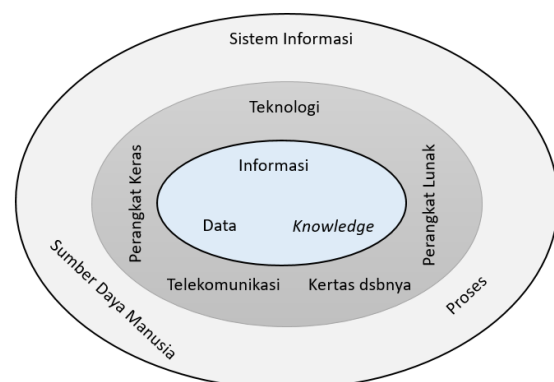 Sistem Informasi
Teknologi
Perangkat Keras
Informasi
Perangkat Lunak
Data
Knowledge
Telekomunikasi
Kertas dsbnya
Sumber Daya Manusia
Proses